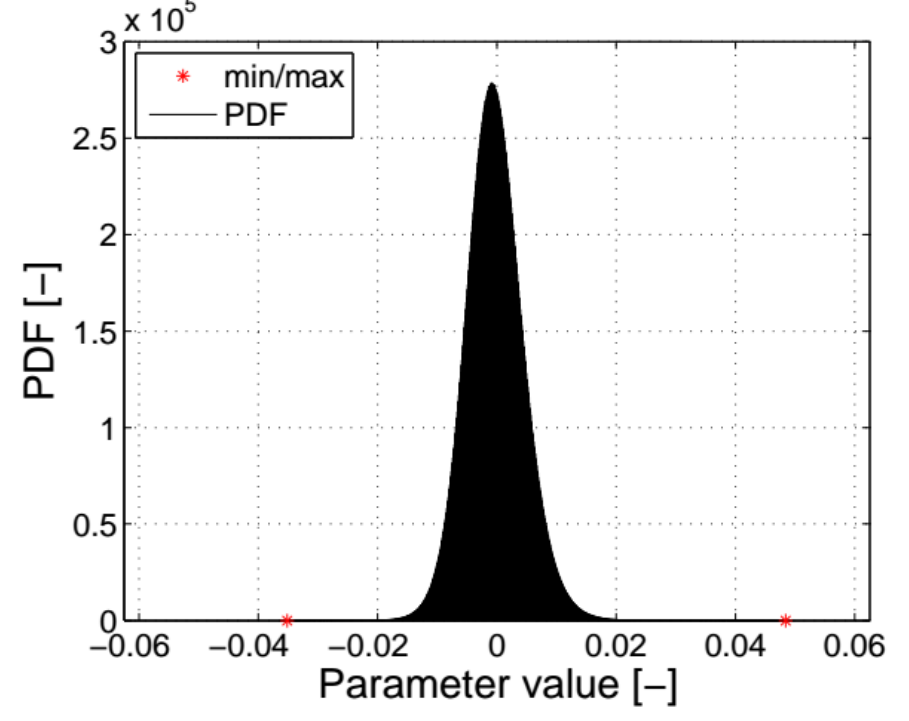 x 10^5
3
2.5
2
1.5
1
0.5
0
min/max
PDF
PDF [–]
−0.06 −0.04 −0.02 0 0.02 0.04 0.06
Parameter value [–]